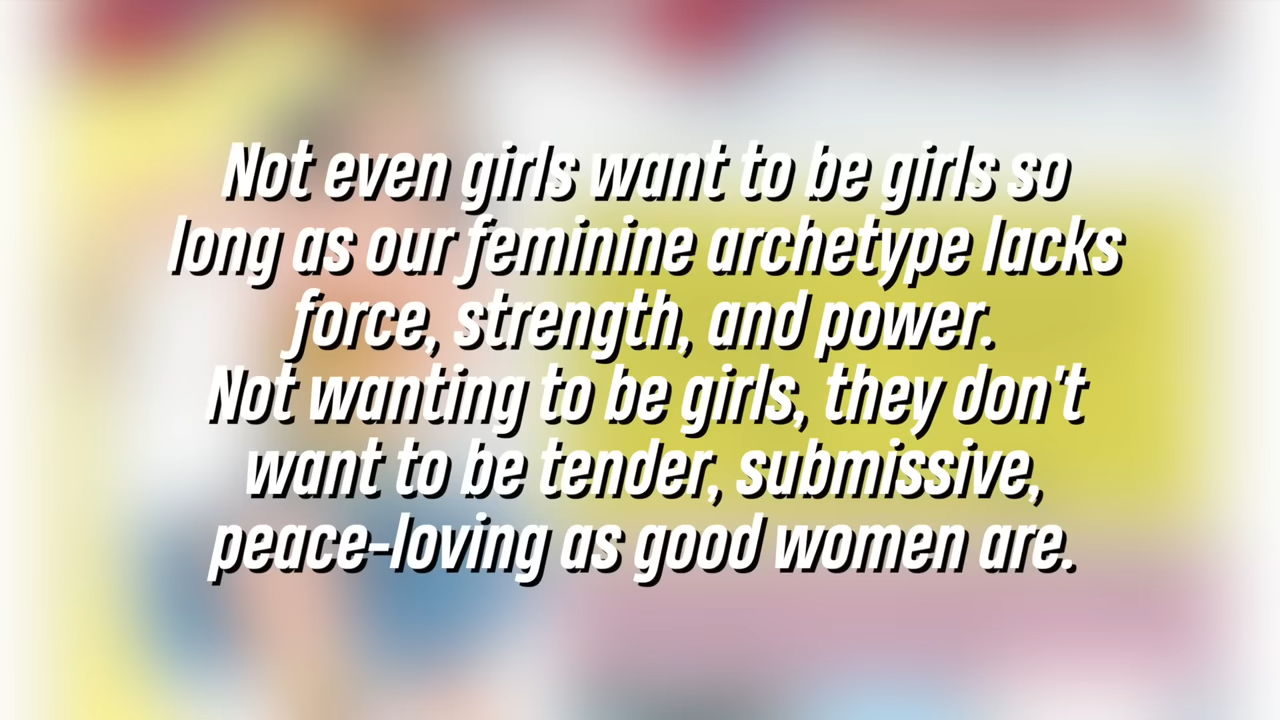 Not even girls want to be girls so
long as our feminine archetype lacks
force, strength, and power.
Not wanting to be girls, they don't
want to be tender, submissive,
peace-loving as good women are.